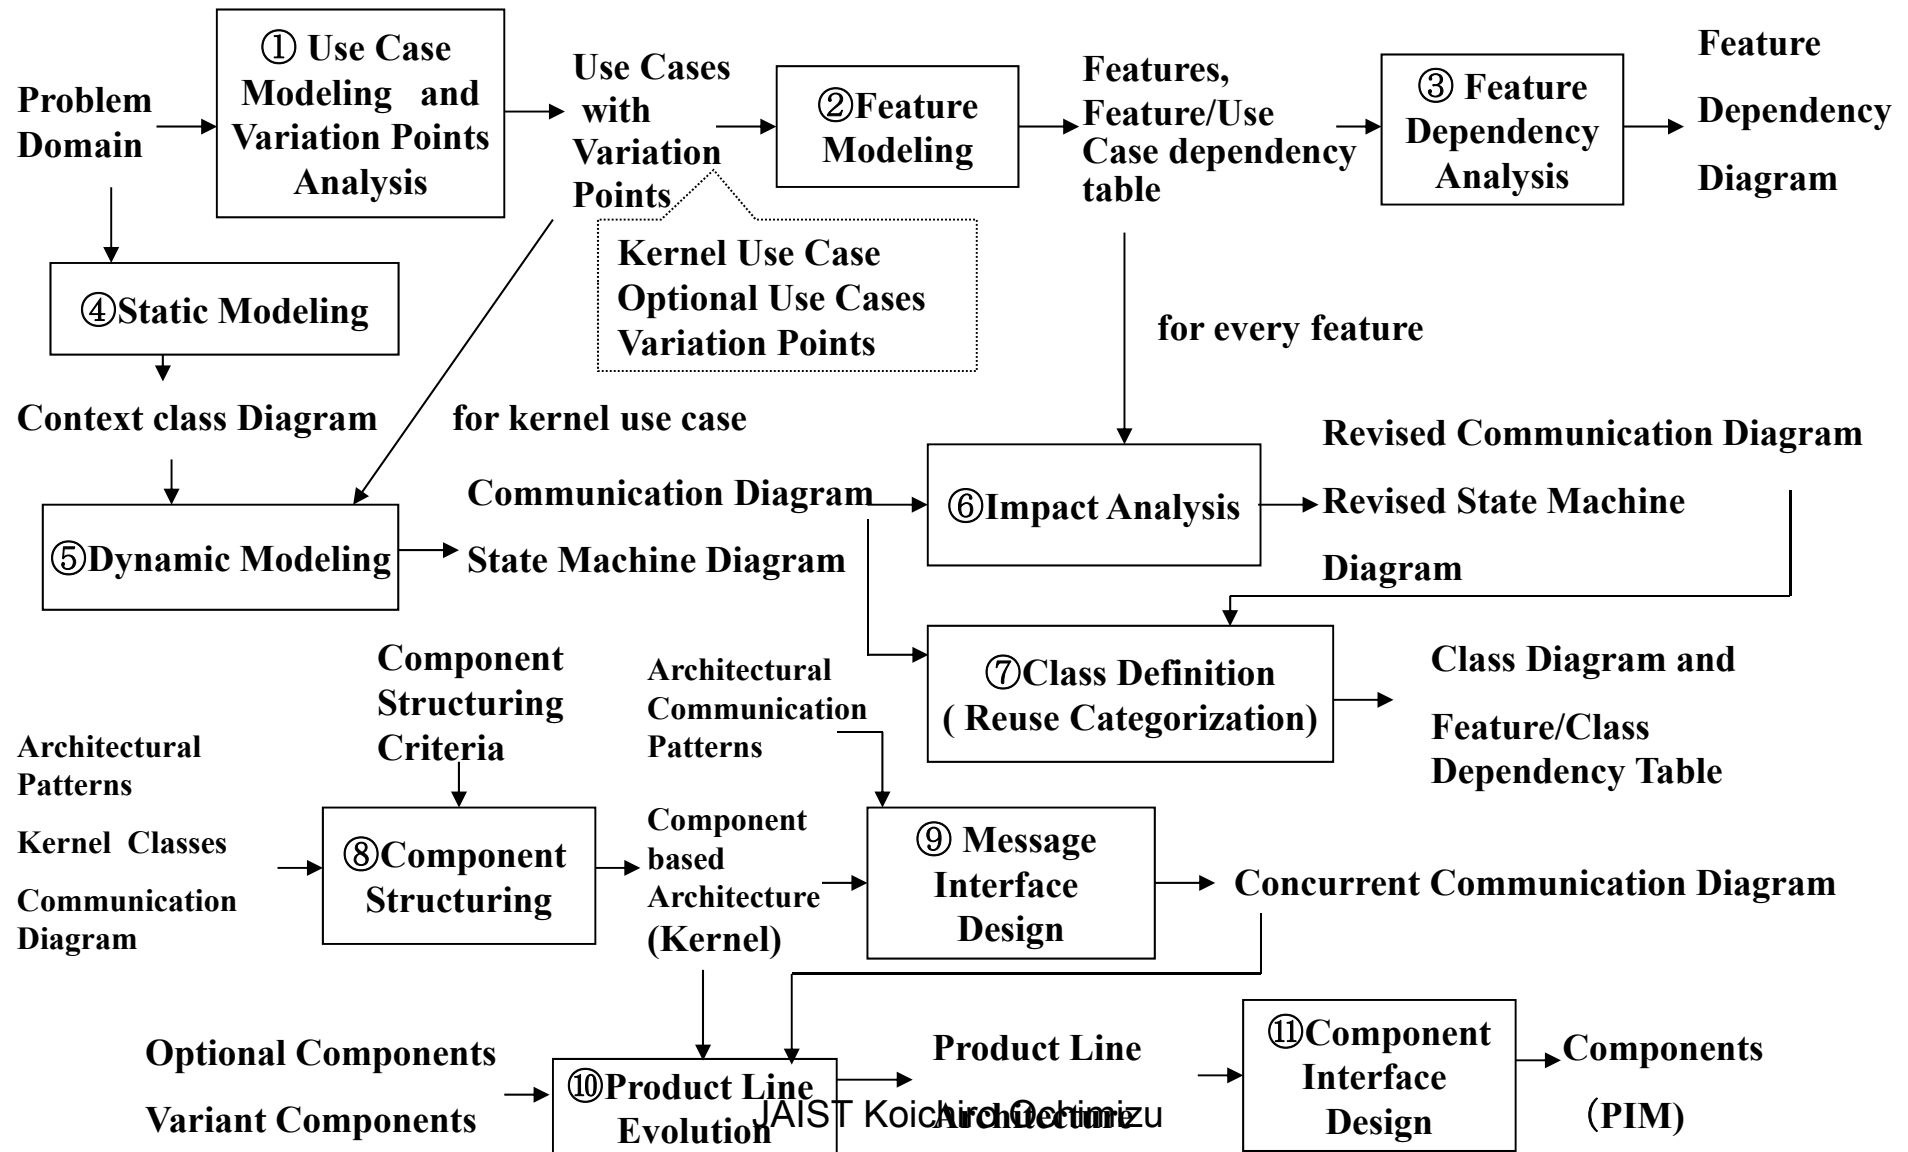 Problem
Domain
① Use Case
Modeling and
Variation Points
Analysis
Use Cases
with
Variation
Points
②Feature
Modeling
Features,
Feature/Use
Case dependency
table
③ Feature
Dependency
Analysis
Feature
Dependency
Diagram
Kernel Use Case
Optional Use Cases
Variation Points
④Static Modeling
for every feature
Context class Diagram
for kernel use case
⑤Dynamic Modeling
Communication Diagram
State Machine Diagram
⑥Impact Analysis
Revised Communication Diagram
Revised State Machine
Diagram
⑦Class Definition
( Reuse Categorization)
Class Diagram and
Feature/Class
Dependency Table
Component
Structuring
Criteria
Architectural
Communication
Patterns
Architectural
Patterns
Kernel Classes
Communication
Diagram
⑧Component
Structuring
Component
based
Architecture
(Kernel)
⑨ Message
Interface
Design
Concurrent Communication Diagram
Optional Components
Variant Components
⑩Product Line
Evolution
Product Line
Architecture
⑪Component
Interface
Design
Components
（PIM)
JAIST Koichiro Ochimizu